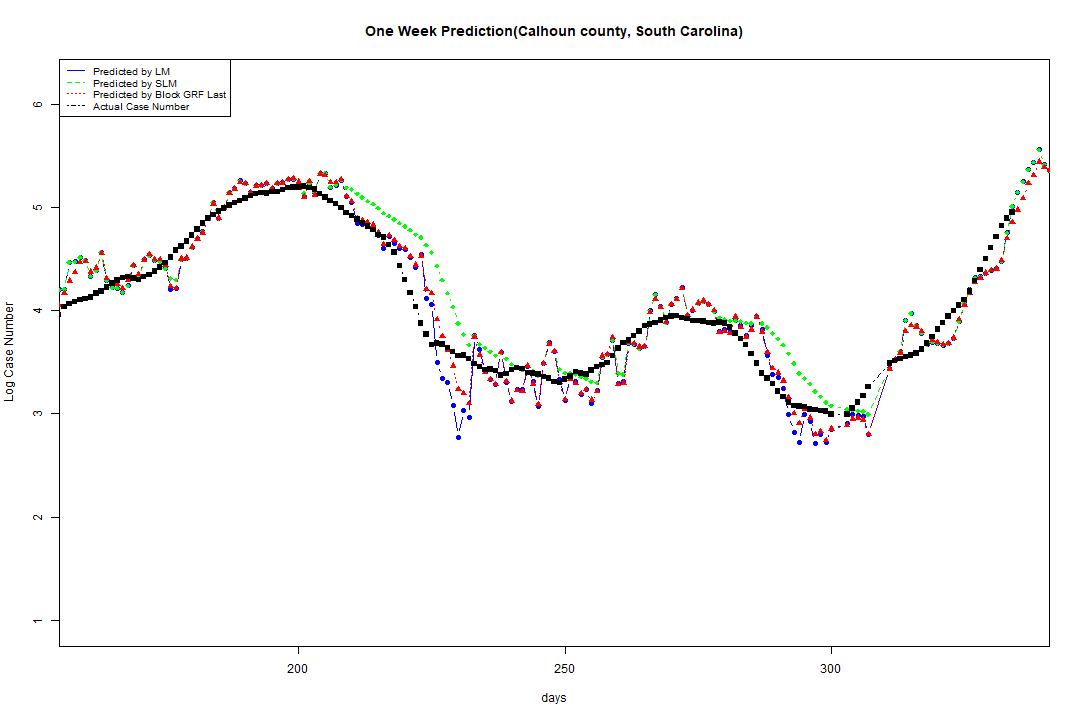 One Week Prediction(Calhoun county, South Carolina)
Predicted by LM
Predicted by SLM
Predicted by Block GRF Last
Actual Case Number
6
5
4
3
2
1
Log Case Number
200 250 300
days